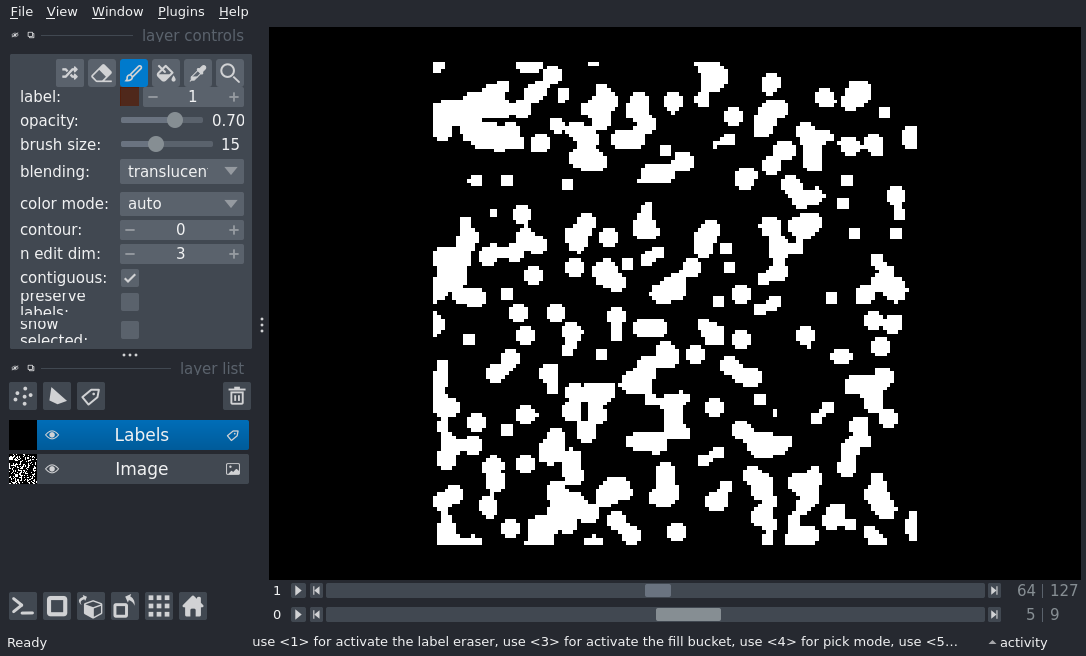 File View Window Plugins Help
layer controls
label: 1
opacity: 0.70
brush size: 15
blending: translucen
color mode: auto
contour: 0
n edit dim: 3
contiguous:
preserve
labels:
show
selected:
layer list
Labels
Image
1 64 127
0 5 9
Ready use <1> for activate the label eraser, use <3> for activate the fill bucket, use <4> for pick mode, use <5... activity